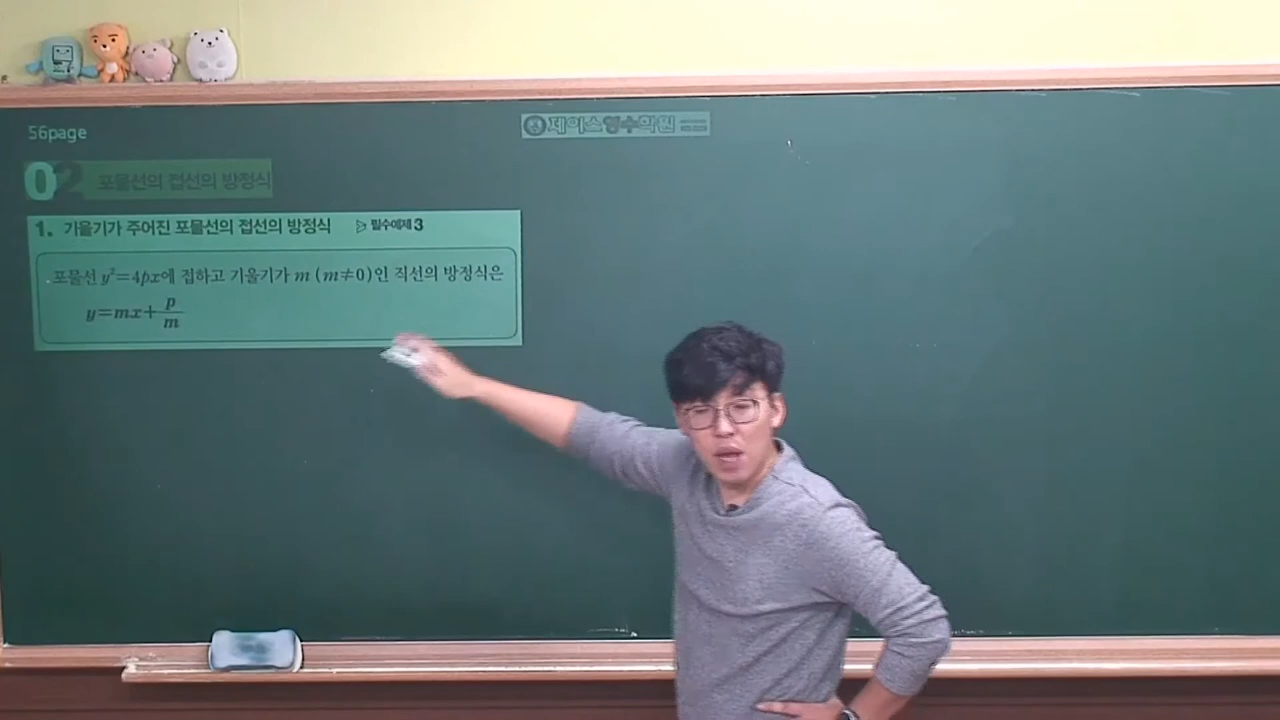 56page
제이스영수학원
02 포물선의 접선의 방정식
1. 기울기가 주어진 포물선의 접선의 방정식 ▷ 필수예제 3
포물선 y²=4px에 접하고 기울기가 m (m≠0)인 직선의 방정식은
y=mx+p/m